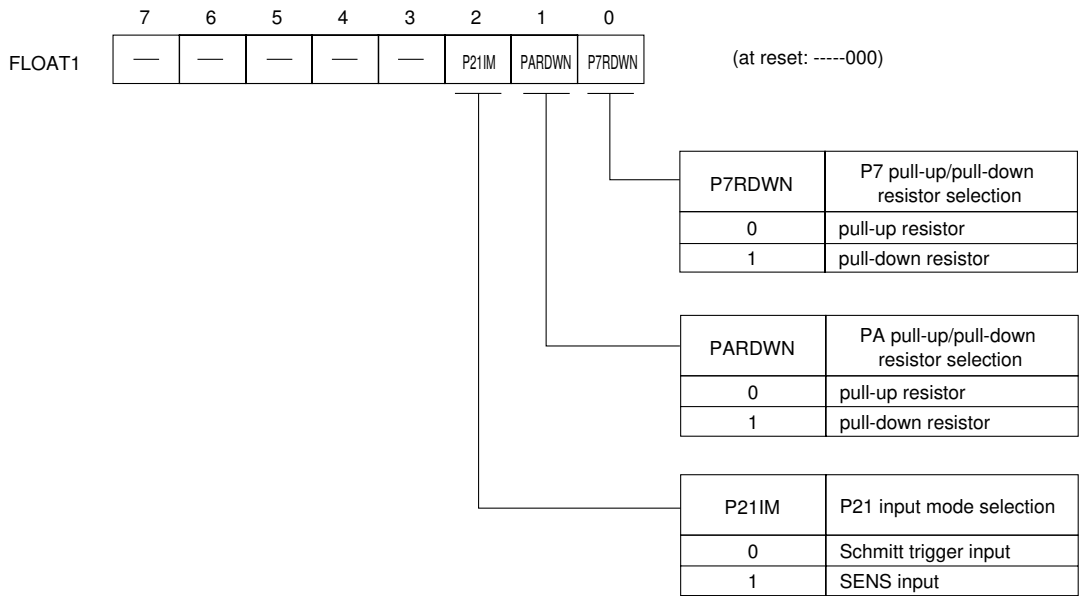 7 6 5 4 3 2 1 0
FLOAT1 — — — — — P21IM PARDWN P7RDWN (at reset: -----000)
P7RDWN P7 pull-up/pull-down
resistor selection
0 pull-up resistor
1 pull-down resistor
PARDWN PA pull-up/pull-down
resistor selection
0 pull-up resistor
1 pull-down resistor
P21IM P21 input mode selection
0 Schmitt trigger input
1 SENS input